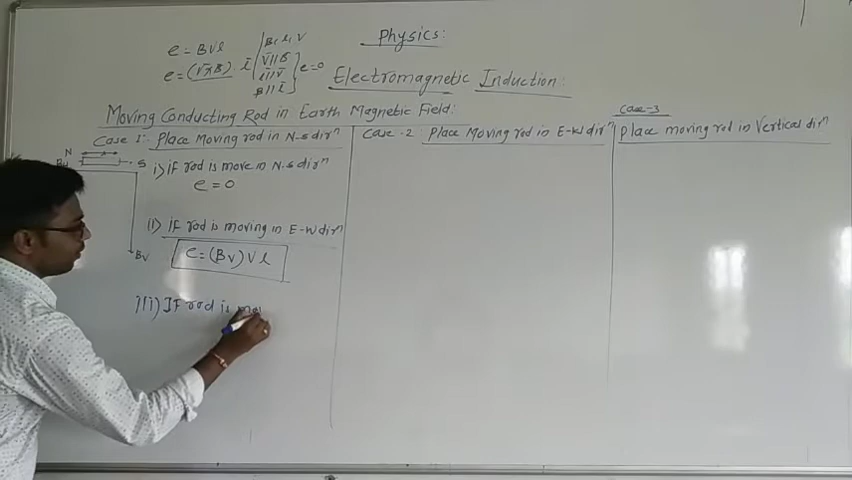 Physics:
e = BVl
e = (V̄×B̄) l̄
B, l, V
V̄ || B̄
l̄ || V̄
B̄ || l̄
e = 0
Electromagnetic Induction:
Moving Conducting Rod in Earth Magnetic Field:
Case 1: Place Moving rod in N-S dirⁿ
N
S
BH
i) if rod is move in N.S dirⁿ
e = 0
ii) if rod is moving in E-W dirⁿ
BV
e = (BV) V l
iii) If rod is mo
Case - 2: Place Moving rod in E-W dirⁿ
Case-3
Place moving rod in Vertical dirⁿ